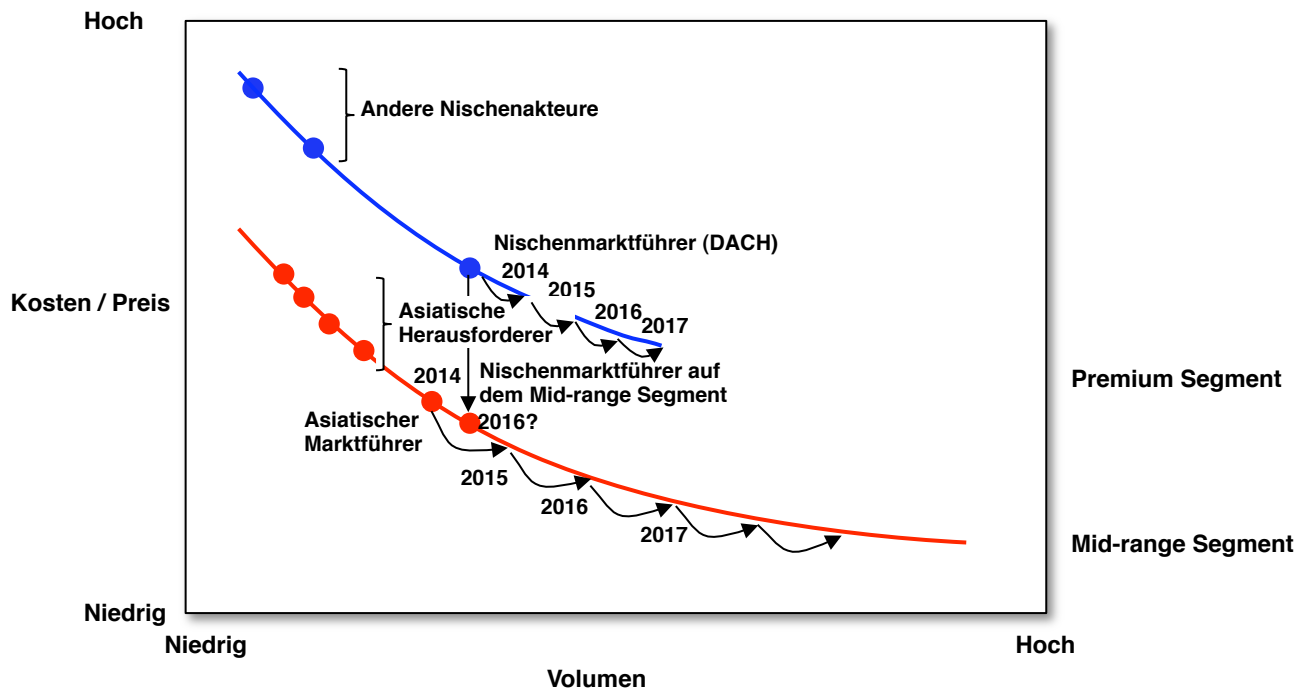 Hoch
Andere Nischenakteure
Nischenmarktführer (DACH)
2014
2015
2016
2017
Kosten / Preis
Asiatische
Herausforderer
2014
Nischenmarktführer auf
dem Mid-range Segment
2016?
Asiatischer
Marktführer
2015
2016
2017
Premium Segment
Mid-range Segment
Niedrig
Niedrig
Hoch
Volumen